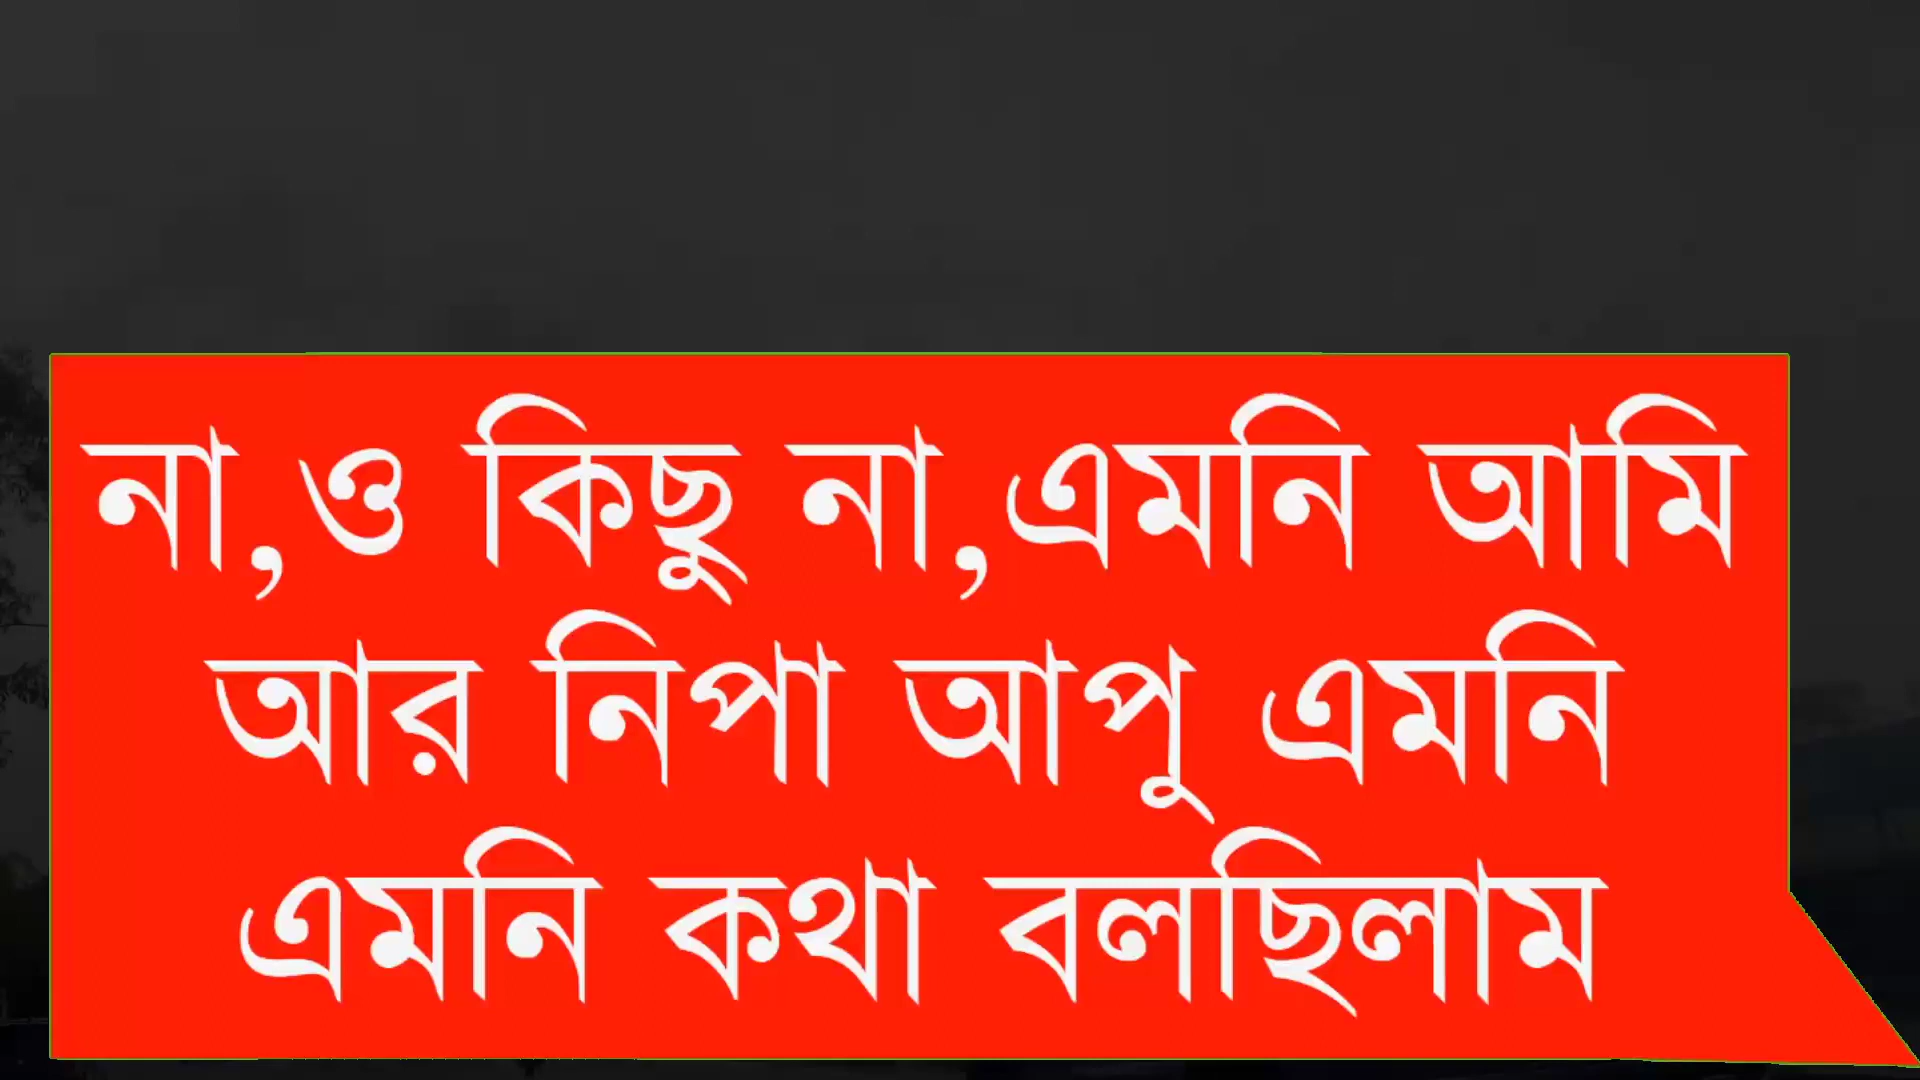 না,ও কিছু না,এমনি আমি
আর নিপা আপু এমনি
এমনি কথা বলছিলাম